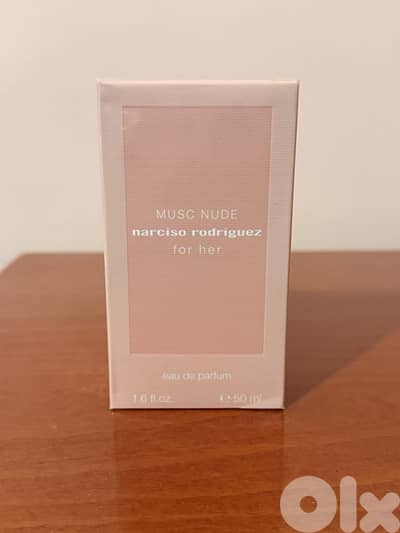 MUSC NUDE
narciso rodriguez
for her
eau de parfum
1.6 fl.oz. ℮ 50 ml
OLX